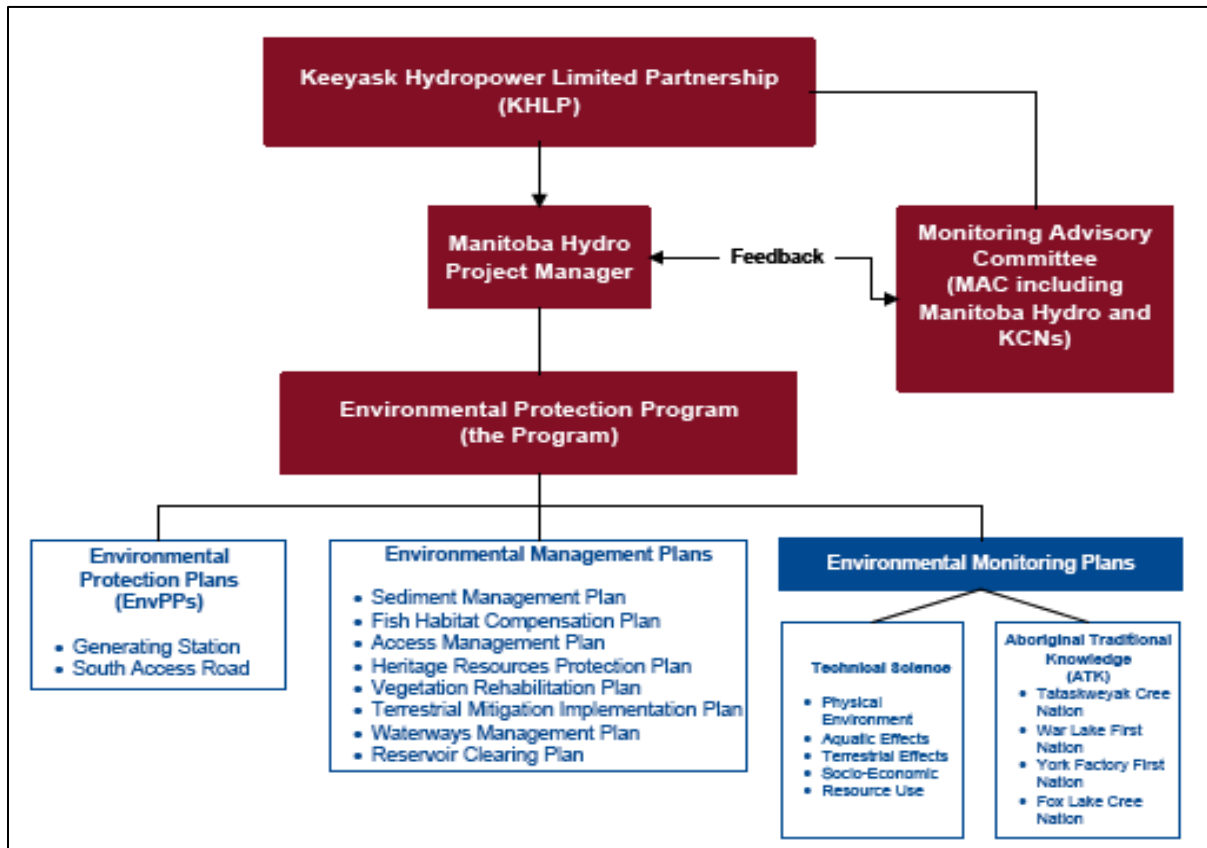 Keeyask Hydropower Limited Partnership
(KHLP)
Manitoba Hydro
Project Manager
Feedback
Monitoring Advisory
Committee
(MAC including
Manitoba Hydro and
KCNs)
Environmental Protection Program
(the Program)
Environmental
Protection Plans
(EnvPPs)
• Generating Station
• South Access Road
Environmental Management Plans
• Sediment Management Plan
• Fish Habitat Compensation Plan
• Access Management Plan
• Heritage Resources Protection Plan
• Vegetation Rehabilitation Plan
• Terrestrial Mitigation Implementation Plan
• Waterways Management Plan
• Reservoir Clearing Plan
Environmental Monitoring Plans
Technical Science
• Physical
Environment
• Aquatic Effects
• Terrestrial Effects
• Socio-Economic
• Resource Use
Aboriginal Traditional
Knowledge
(ATK)
• Tataskweyak Cree
Nation
• War Lake First
Nation
• York Factory First
Nation
• Fox Lake Cree
Nation